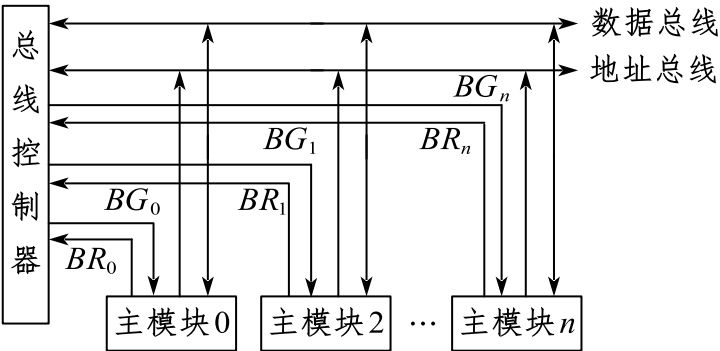 总线控制器
数据总线
地址总线
BGn
BRn
BG1
BR1
BG0
BR0
主模块0
主模块2
…
主模块n